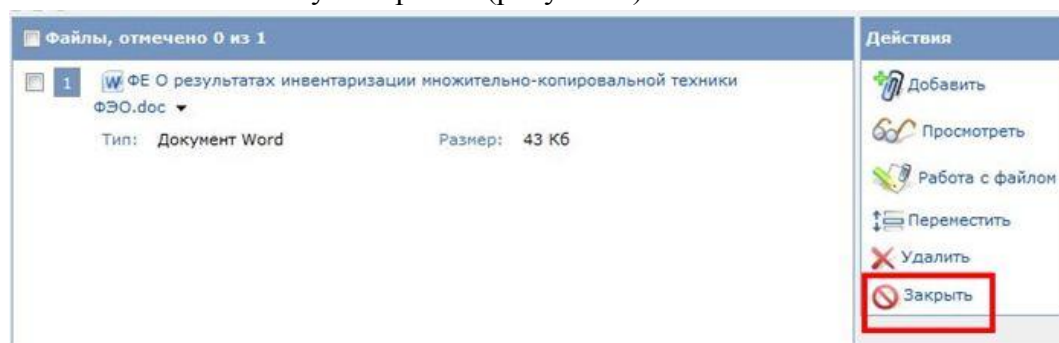 Файлы, отмечено 0 из 1
Действия
1 ФЕ О результатах инвентаризации множительно-копировальной техники
ФЭО.doc
Тип: Документ Word Размер: 43 Кб
Добавить
Просмотреть
Работа с файлом
Переместить
Удалить
Закрыть